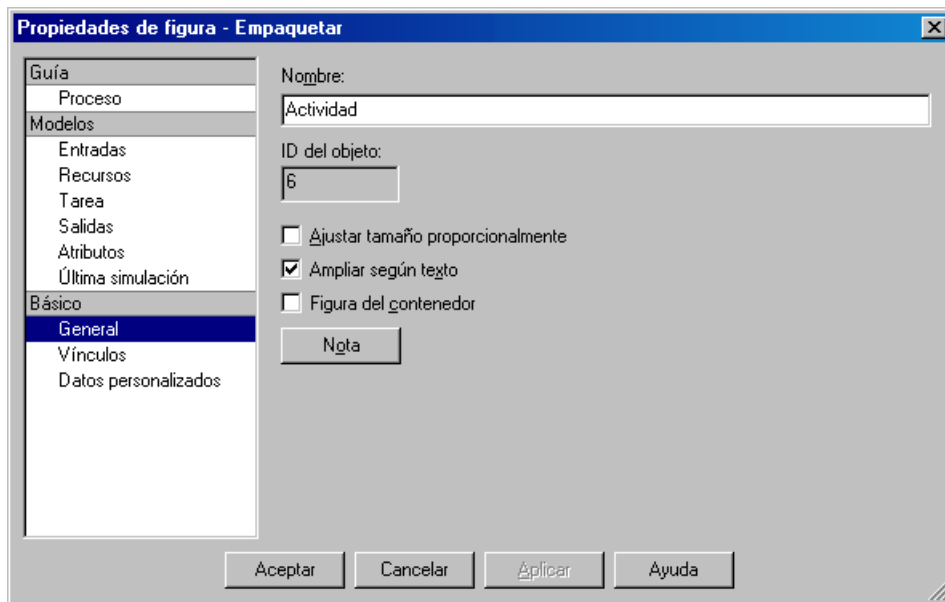 Propiedades de figura - Empaquetar
Guía
Proceso
Modelos
Entradas
Recursos
Tarea
Salidas
Atributos
Última simulación
Básico
General
Vínculos
Datos personalizados
Nombre:
Actividad
ID del objeto:
6
Ajustar tamaño proporcionalmente
Ampliar según texto
Figura del contenedor
Nota
Aceptar Cancelar Aplicar Ayuda